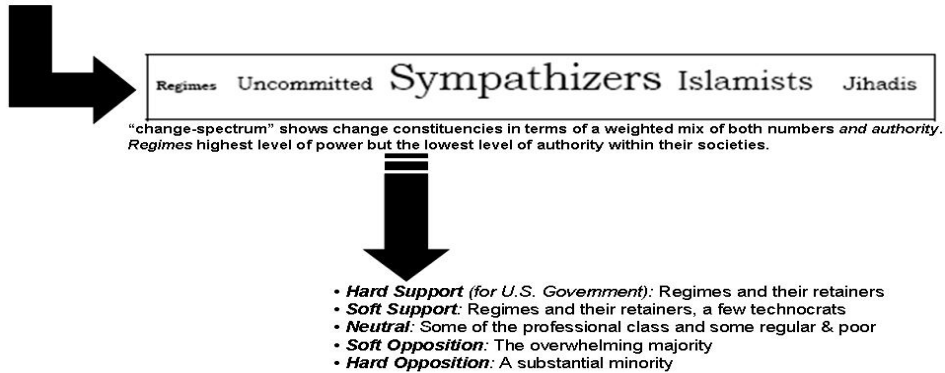 Regimes Uncommitted Sympathizers Islamists Jihadis
“change-spectrum” shows change constituencies in terms of a weighted mix of both numbers and authority.
Regimes highest level of power but the lowest level of authority within their societies.
• Hard Support (for U.S. Government): Regimes and their retainers
• Soft Support: Regimes and their retainers, a few technocrats
• Neutral: Some of the professional class and some regular & poor
• Soft Opposition: The overwhelming majority
• Hard Opposition: A substantial minority